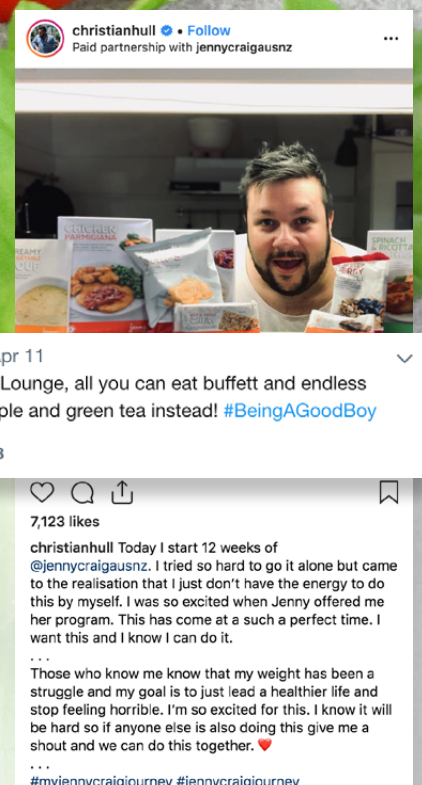 christianhull • Follow
Paid partnership with jennycraigausnz
CHICKEN
PARMIGIANA
SPINACH
& RICOTTA
pr 11
Lounge, all you can eat buffett and endless
ple and green tea instead! #BeingAGoodBoy
7,123 likes
christianhull Today I start 12 weeks of
@jennycraigausnz. I tried so hard to go it alone but came
to the realisation that I just don't have the energy to do
this by myself. I was so excited when Jenny offered me
her program. This has come at a such a perfect time. I
want this and I know I can do it.
. . .
Those who know me know that my weight has been a
struggle and my goal is to just lead a healthier life and
stop feeling horrible. I'm so excited for this. I know it will
be hard so if anyone else is also doing this give me a
shout and we can do this together. ❤️
. . .
#myjennycraigjourney #jennycraigjourney